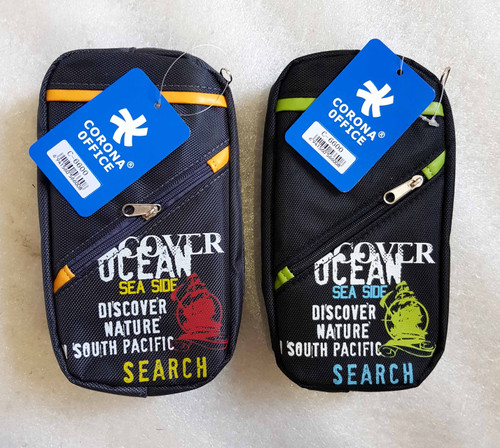 CORONA
OFFICE®
C-6600
COVER
OCEAN
SEA SIDE
DISCOVER
NATURE
SOUTH PACIFIC
SEARCH
CORONA
OFFICE®
C-6600
COVER
OCEAN
SEA SIDE
DISCOVER
NATURE
SOUTH PACIFIC
SEARCH